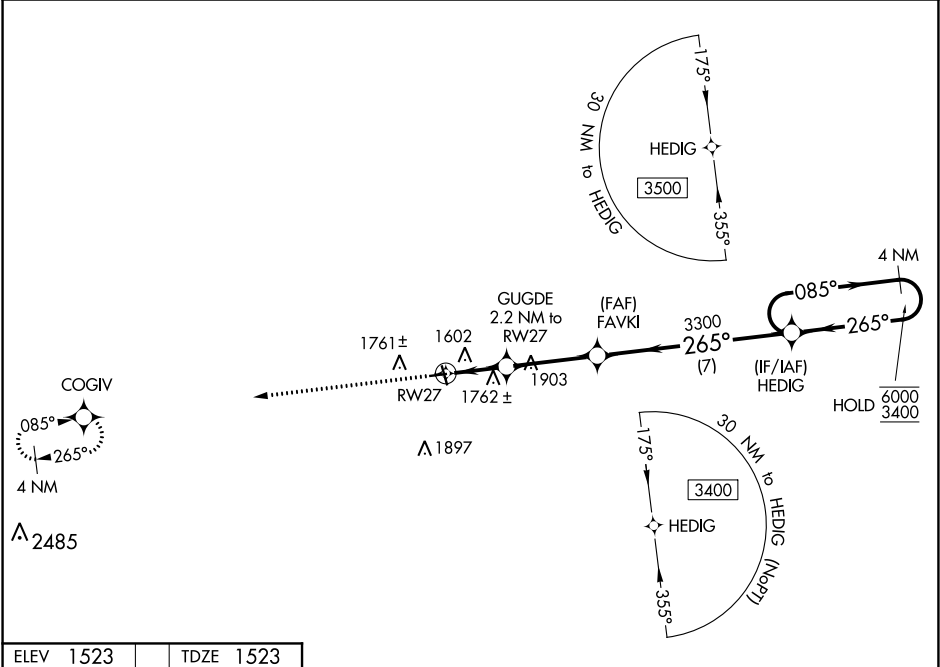 175°
30 NM to HEDIG
HEDIG
3500
355°
4 NM
085°
GUGDE
2.2 NM to
RW27
(FAF)
FAVKI
3300
265°
(7)
265°
(IF/IAF)
HEDIG
HOLD 6000
3400
1761±
1602
1903
RW27
1762 ±
COGIV
085°
265°
4 NM
1897
2485
175°
30 NM to HEDIG (NoPT)
3400
HEDIG
355°
ELEV 1523 TDZE 1523